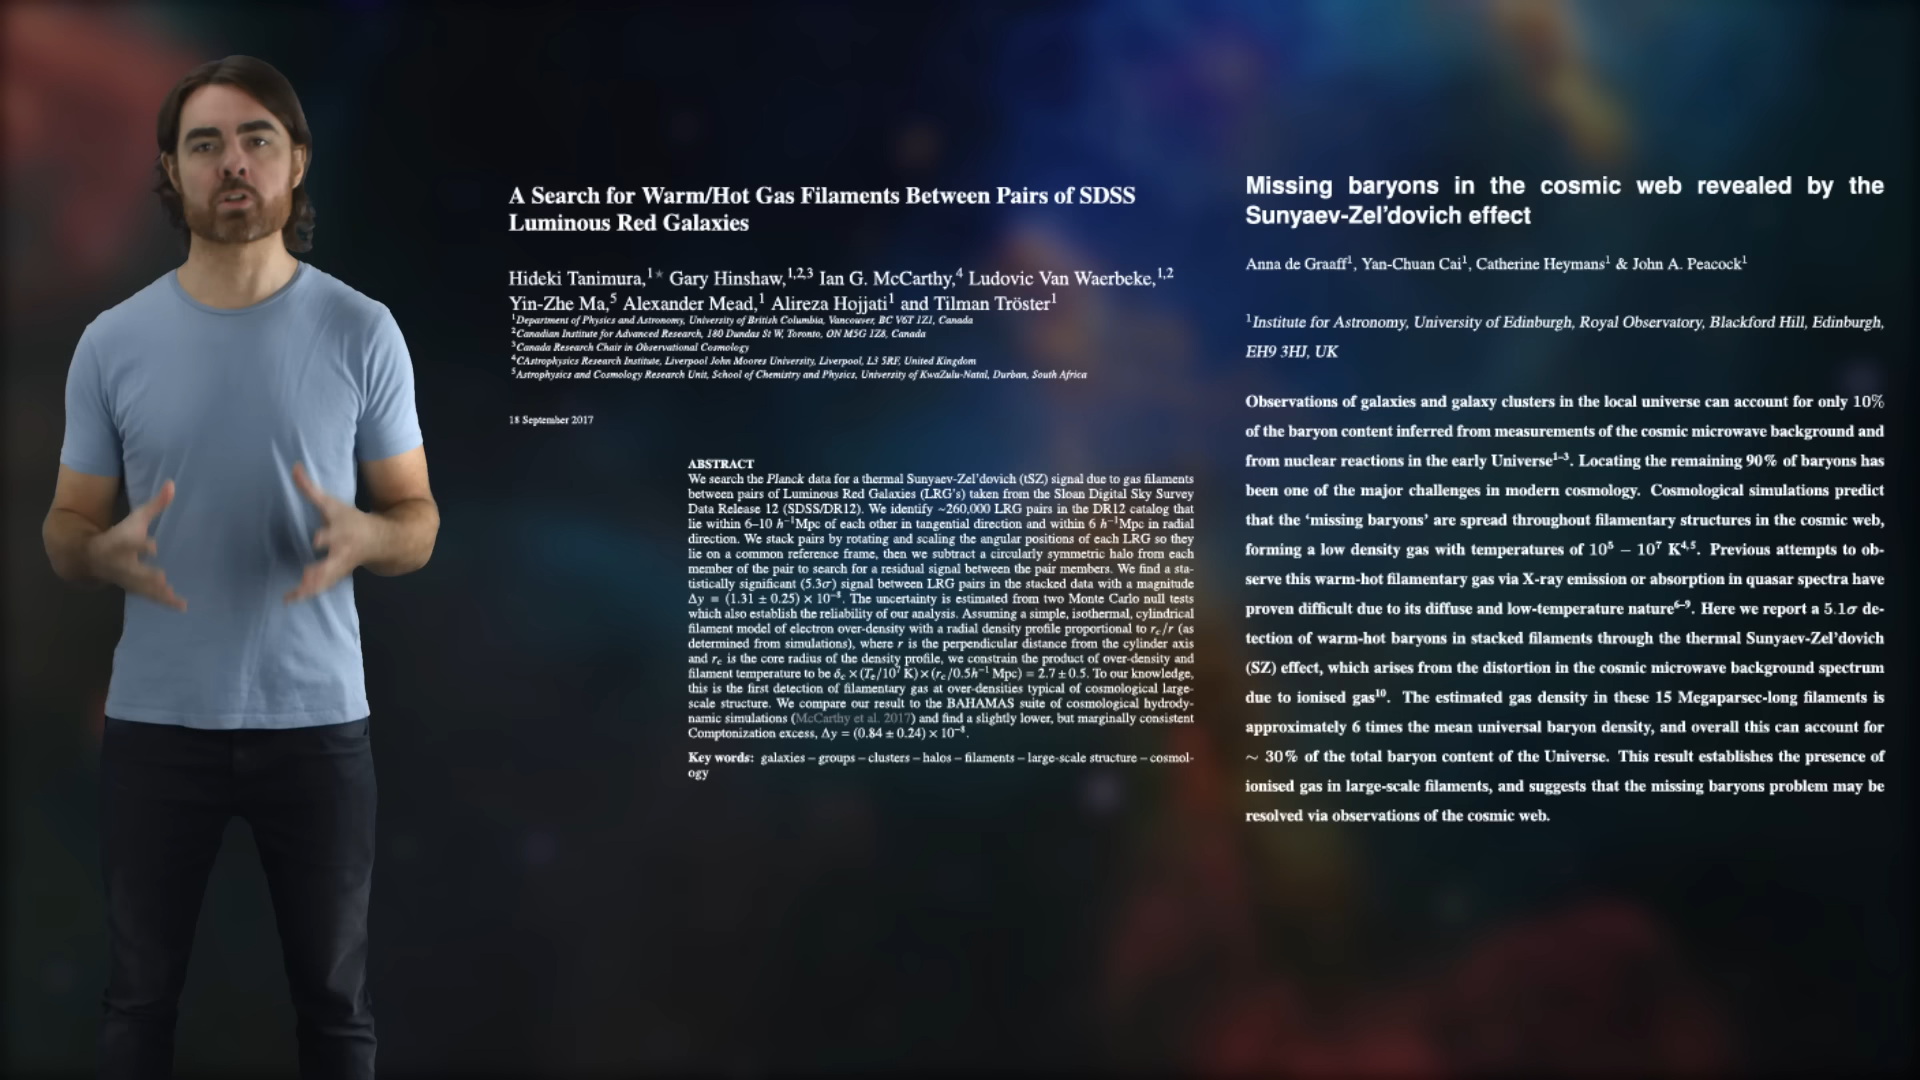 A Search for Warm/Hot Gas Filaments Between Pairs of SDSS
Luminous Red Galaxies
Hideki Tanimura,¹* Gary Hinshaw,¹,²,³ Ian G. McCarthy,⁴ Ludovic Van Waerbeke,¹,²
Yin-Zhe Ma,⁵ Alexander Mead,¹ Alireza Hojjati¹ and Tilman Tröster¹
¹Department of Physics and Astronomy, University of British Columbia, Vancouver, BC V6T 1Z1, Canada
²Canadian Institute for Advanced Research, 180 Dundas St W, Toronto, ON M5G 1Z8, Canada
³Canada Research Chair in Observational Cosmology
⁴CAstrophysics Research Institute, Liverpool John Moores University, Liverpool, L3 5RF, United Kingdom
⁵Astrophysics and Cosmology Research Unit, School of Chemistry and Physics, University of KwaZulu-Natal, Durban, South Africa
18 September 2017
ABSTRACT
We search the Planck data for a thermal Sunyaev-Zel'dovich (tSZ) signal due to gas filaments
between pairs of Luminous Red Galaxies (LRG's) taken from the Sloan Digital Sky Survey
Data Release 12 (SDSS/DR12). We identify ~260,000 LRG pairs in the DR12 catalog that
lie within 6–10 h⁻¹Mpc of each other in tangential direction and within 6 h⁻¹Mpc in radial
direction. We stack pairs by rotating and scaling the angular positions of each LRG so they
lie on a common reference frame, then we subtract a circularly symmetric halo from each
member of the pair to search for a residual signal between the pair members. We find a sta-
tistically significant (5.3σ) signal between LRG pairs in the stacked data with a magnitude
Δy = (1.31 ± 0.25) × 10⁻⁸. The uncertainty is estimated from two Monte Carlo null tests
which also establish the reliability of our analysis. Assuming a simple, isothermal, cylindrical
filament model of electron over-density with a radial density profile proportional to r_c/r (as
determined from simulations), where r is the perpendicular distance from the cylinder axis
and r_c is the core radius of the density profile, we constrain the product of over-density and
filament temperature to be δ_c × (T_e/10⁷ K) × (r_c/0.5h⁻¹ Mpc) = 2.7 ± 0.5. To our knowledge,
this is the first detection of filamentary gas at over-densities typical of cosmological large-
scale structure. We compare our result to the BAHAMAS suite of cosmological hydrody-
namic simulations (McCarthy et al. 2017) and find a slightly lower, but marginally consistent
Comptonization excess, Δy = (0.84 ± 0.24) × 10⁻⁸.
Key words: galaxies – groups – clusters – halos – filaments – large-scale structure – cosmol-
ogy
Missing baryons in the cosmic web revealed by the
Sunyaev-Zel'dovich effect
Anna de Graaff¹, Yan-Chuan Cai¹, Catherine Heymans¹ & John A. Peacock¹
¹Institute for Astronomy, University of Edinburgh, Royal Observatory, Blackford Hill, Edinburgh,
EH9 3HJ, UK
Observations of galaxies and galaxy clusters in the local universe can account for only 10%
of the baryon content inferred from measurements of the cosmic microwave background and
from nuclear reactions in the early Universe¹⁻³. Locating the remaining 90% of baryons has
been one of the major challenges in modern cosmology. Cosmological simulations predict
that the 'missing baryons' are spread throughout filamentary structures in the cosmic web,
forming a low density gas with temperatures of 10⁵ − 10⁷ K⁴,⁵. Previous attempts to ob-
serve this warm-hot filamentary gas via X-ray emission or absorption in quasar spectra have
proven difficult due to its diffuse and low-temperature nature⁶⁻⁹. Here we report a 5.1σ de-
tection of warm-hot baryons in stacked filaments through the thermal Sunyaev-Zel'dovich
(SZ) effect, which arises from the distortion in the cosmic microwave background spectrum
due to ionised gas¹⁰. The estimated gas density in these 15 Megaparsec-long filaments is
approximately 6 times the mean universal baryon density, and overall this can account for
∼ 30% of the total baryon content of the Universe. This result establishes the presence of
ionised gas in large-scale filaments, and suggests that the missing baryons problem may be
resolved via observations of the cosmic web.